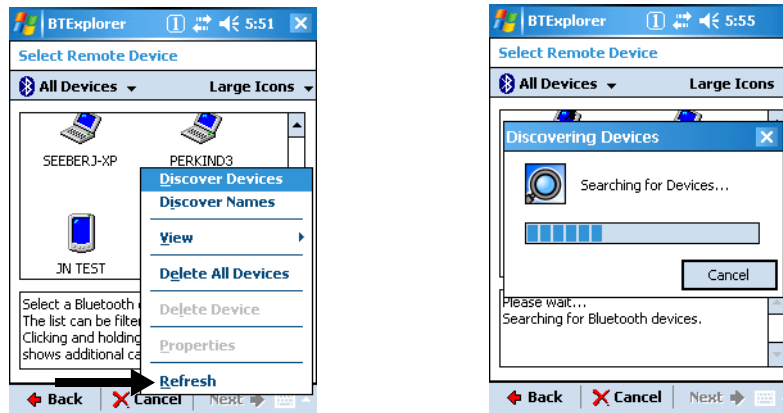 BTExplorer 1 5:51
Select Remote Device
All Devices Large Icons
SEEBERJ-XP PERKIND3
JN TEST
Discover Devices
Discover Names
View
Delete All Devices
Delete Device
Properties
Refresh
Select a Bluetooth
The list can be filte
Clicking and holding
shows additional ca
Back Cancel Next
BTExplorer 1 5:55
Select Remote Device
All Devices Large Icons
Discovering Devices
Searching for Devices...
Cancel
Please wait...
Searching for Bluetooth devices.
Back Cancel Next